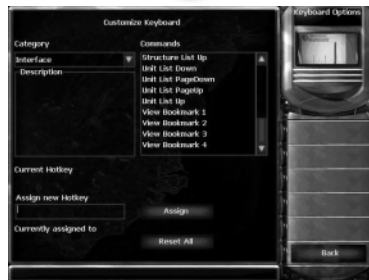 Keyboard Options
Customize Keyboard
Category
Interface
Description
Commands
Structure List Up
Unit List Down
Unit List PageDown
Unit List PageUp
Unit List Up
View Bookmark 1
View Bookmark 2
View Bookmark 3
View Bookmark 4
Current Hotkey
Assign new Hotkey
Assign
Currently assigned to
Reset All
Back